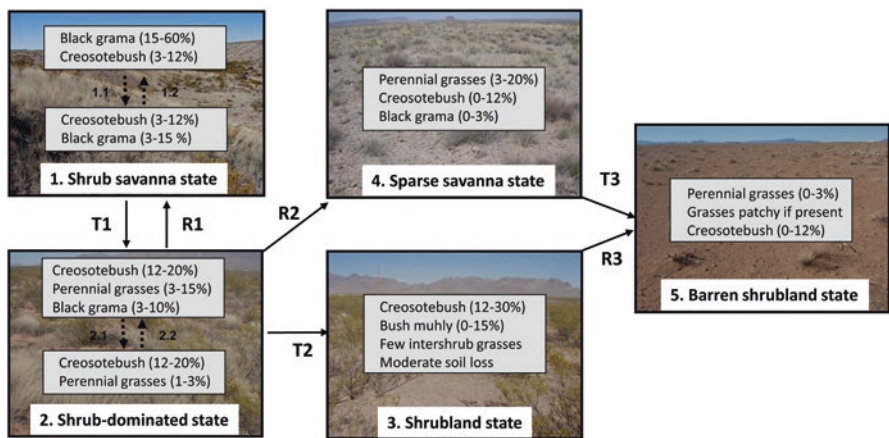 Black grama (15-60%)
Creosotebush (3-12%)
1.1 1.2
Creosotebush (3-12%)
Black grama (3-15 %)
1. Shrub savanna state
T1 R1
Creosotebush (12-20%)
Perennial grasses (3-15%)
Black grama (3-10%)
2.1 2.2
Creosotebush (12-20%)
Perennial grasses (1-3%)
2. Shrub-dominated state
R2
T2
Perennial grasses (3-20%)
Creosotebush (0-12%)
Black grama (0-3%)
4. Sparse savanna state
Creosotebush (12-30%)
Bush muhly (0-15%)
Few intershrub grasses
Moderate soil loss
3. Shrubland state
T3
R3
Perennial grasses (0-3%)
Grasses patchy if present
Creosotebush (0-12%)
5. Barren shrubland state